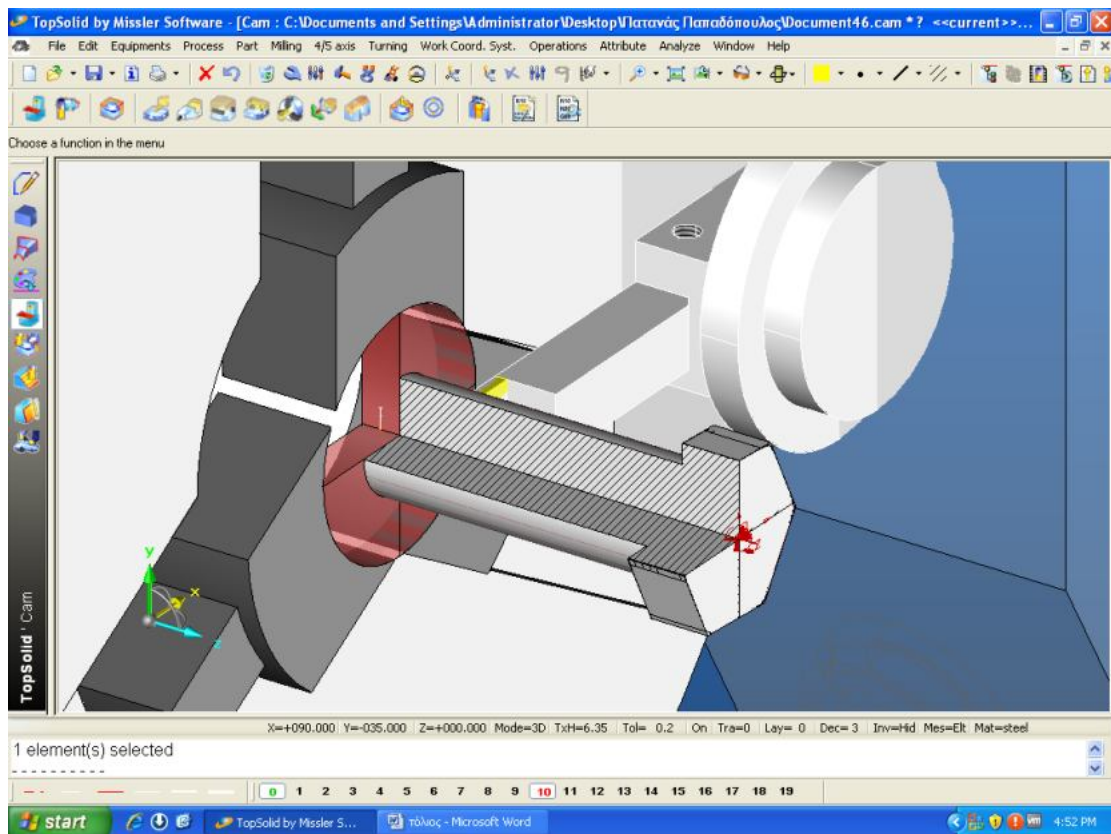 TopSolid by Missler Software - [Cam : C:\Documents and Settings\Administrator\Desktop\Πατανάς Παπαδόπουλος\Document46.cam * ? <<current>>...
File Edit Equipments Process Part Milling 4/5 axis Turning Work Coord. Syst. Operations Attribute Analyze Window Help
Choose a function in the menu
y
x
z
TopSolid'Cam
X=+090.000 Y=-035.000 Z=+000.000 Mode=3D TxH=6.35 Tol= 0.2 On Tra=0 Lay= 0 Dec= 3 Inv=Hid Mes=Elt Mat=steel
1 element(s) selected
0 1 2 3 4 5 6 7 8 9 10 11 12 13 14 15 16 17 18 19
start TopSolid by Missler S... τόλιος - Microsoft Word 4:52 PM